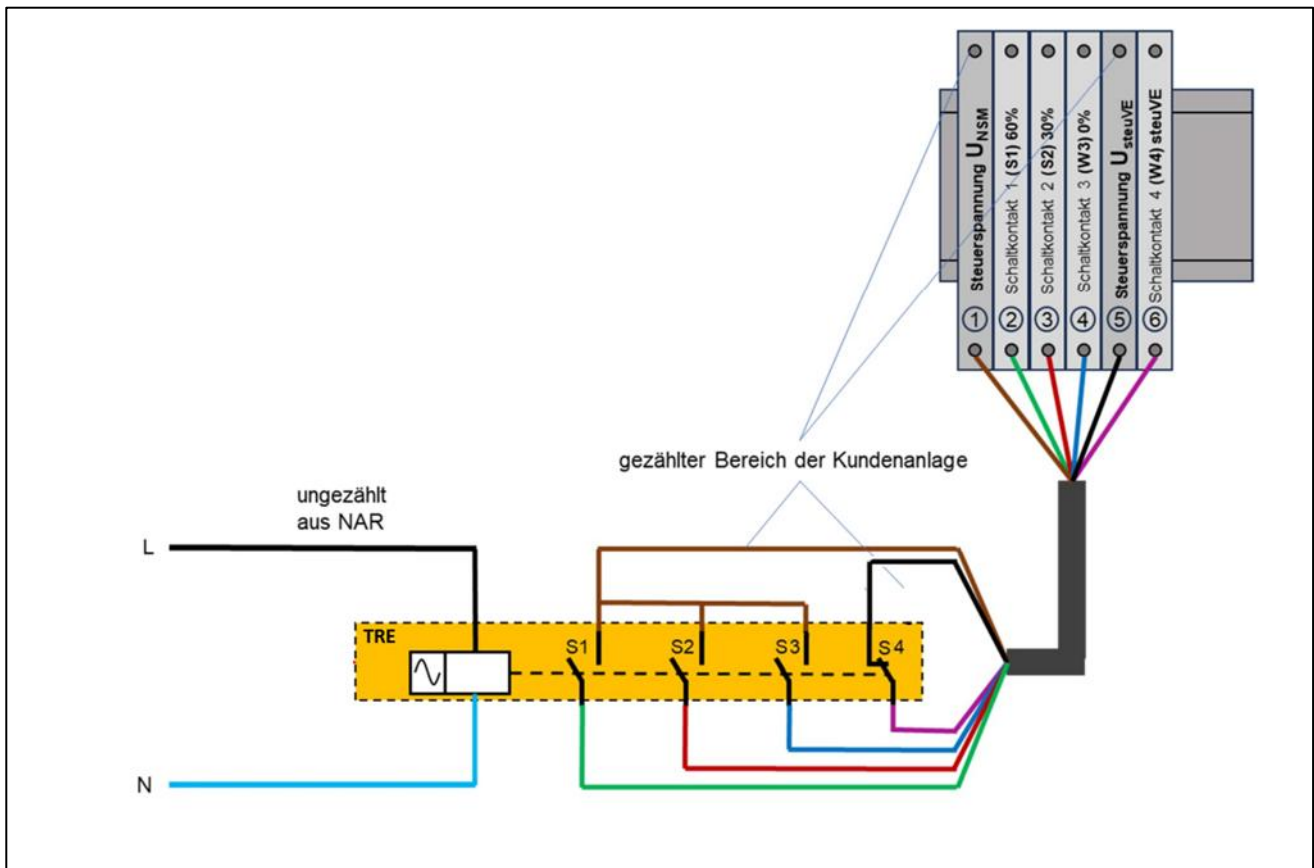 Steuerspannung U_NSM
Schaltkontakt 1 (S1) 60%
Schaltkontakt 2 (S2) 30%
Schaltkontakt 3 (W3) 0%
Steuerspannung U_steuVE
Schaltkontakt 4 (W4) steuVE
1 2 3 4 5 6
gezählter Bereich der Kundenanlage
ungezählt
aus NAR
L
TRE
S1 S2 S3 S4
N